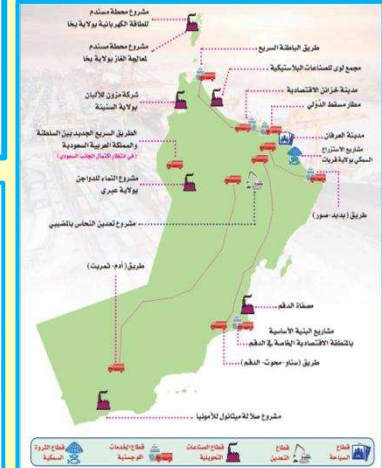 مشروع محطة مسندم
للطاقة الكهربائية بولاية بخا
مشروع محطة مسندم
لمعالجة الغاز بولاية بخا
طريق الباطنة السريع
مجمع لوى للصناعات البلاستيكية
شركة مزون للألبان
بولاية السنينة
مدينة خزائن الاقتصادية
مطار مسقط الدولي
الطريق السريع الجديد بين السلطنة
والمملكة العربية السعودية
(في انتظار اكتمال الجانب السعودي)
مدينة العرفان
مشاريع الاستزراع
السمكي بولاية قريات
مشروع النماء للدواجن
بولاية عبري
طريق (بدبد-صور)
مشروع تعدين النحاس بالمضيبي
طريق (أدم- ثمريت)
مصفاة الدقم
مشاريع البنية الأساسية
بالمنطقة الاقتصادية الخاصة في الدقم
طريق (سناو-محوت- الدقم)
مشروع صلالة ميثانول للأمونيا
قطاع السياحة
قطاع التعدين
قطاع الصناعات التحويلية
قطاع الخدمات اللوجستية
قطاع الثروة السمكية